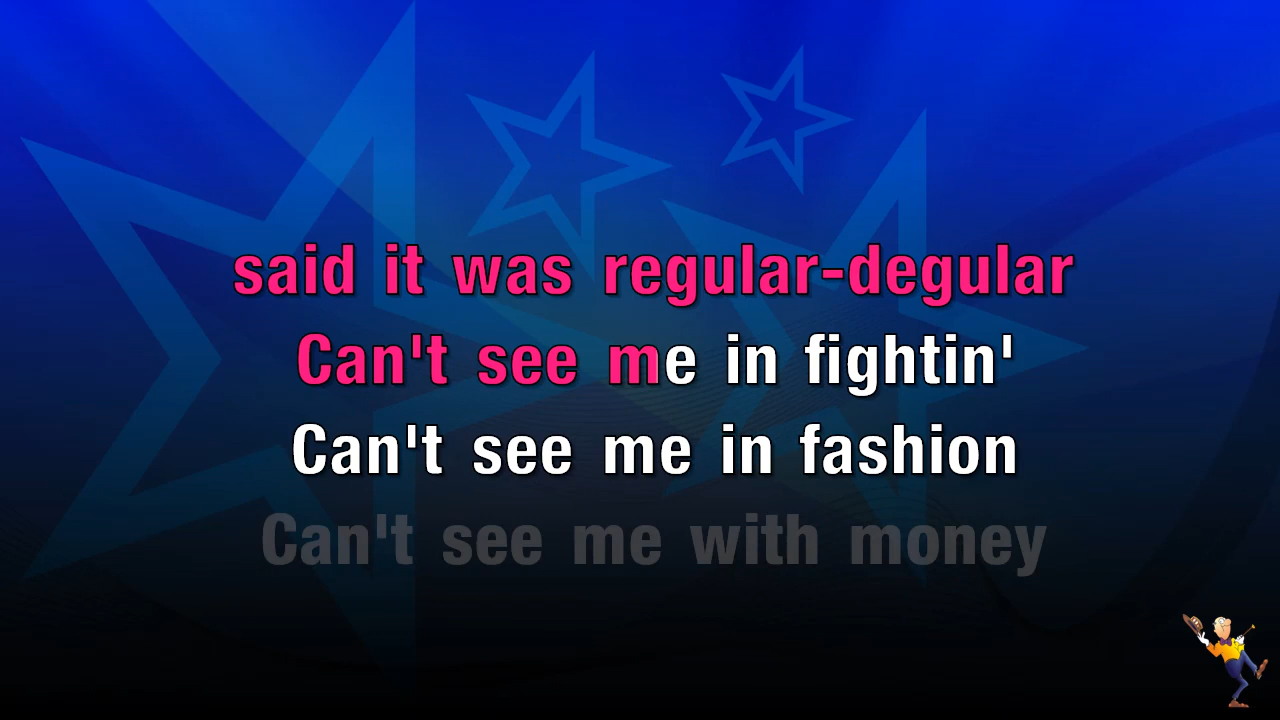 said it was regular-degular
Can't see me in fightin'
Can't see me in fashion
Can't see me with money